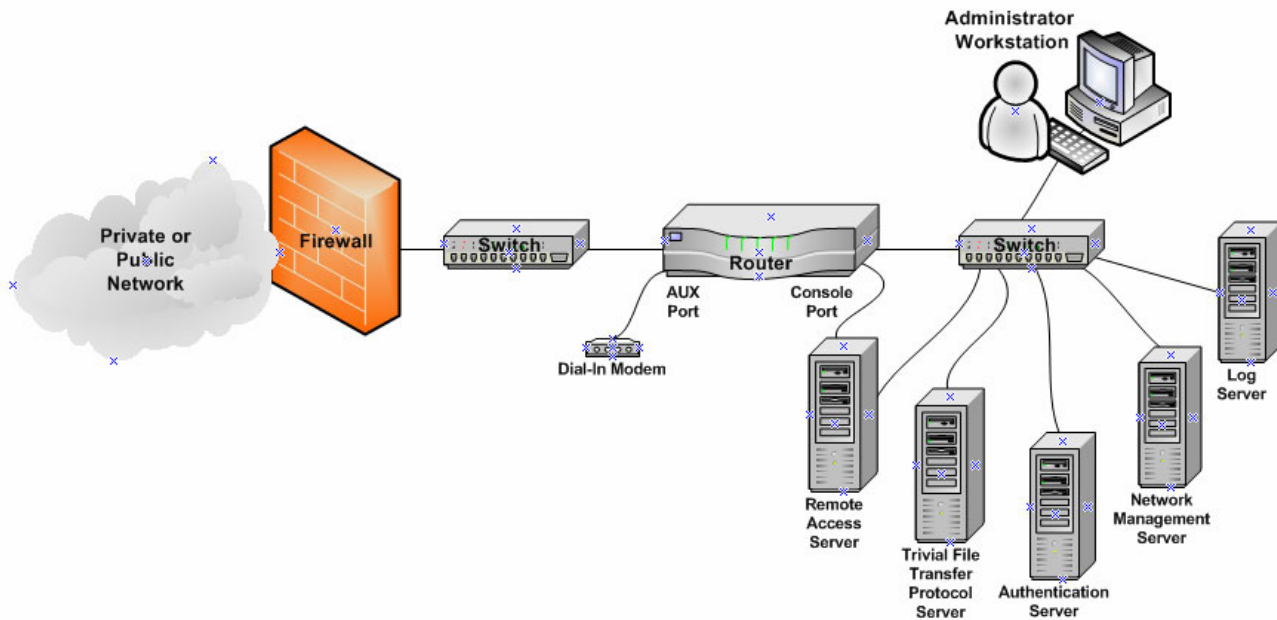 Administrator
Workstation
Private or
Public
Network
Firewall
Switch
Router
Switch
AUX
Port
Console
Port
Dial-In Modem
Log
Server
Remote
Access
Server
Trivial File
Transfer
Protocol
Server
Authentication
Server
Network
Management
Server